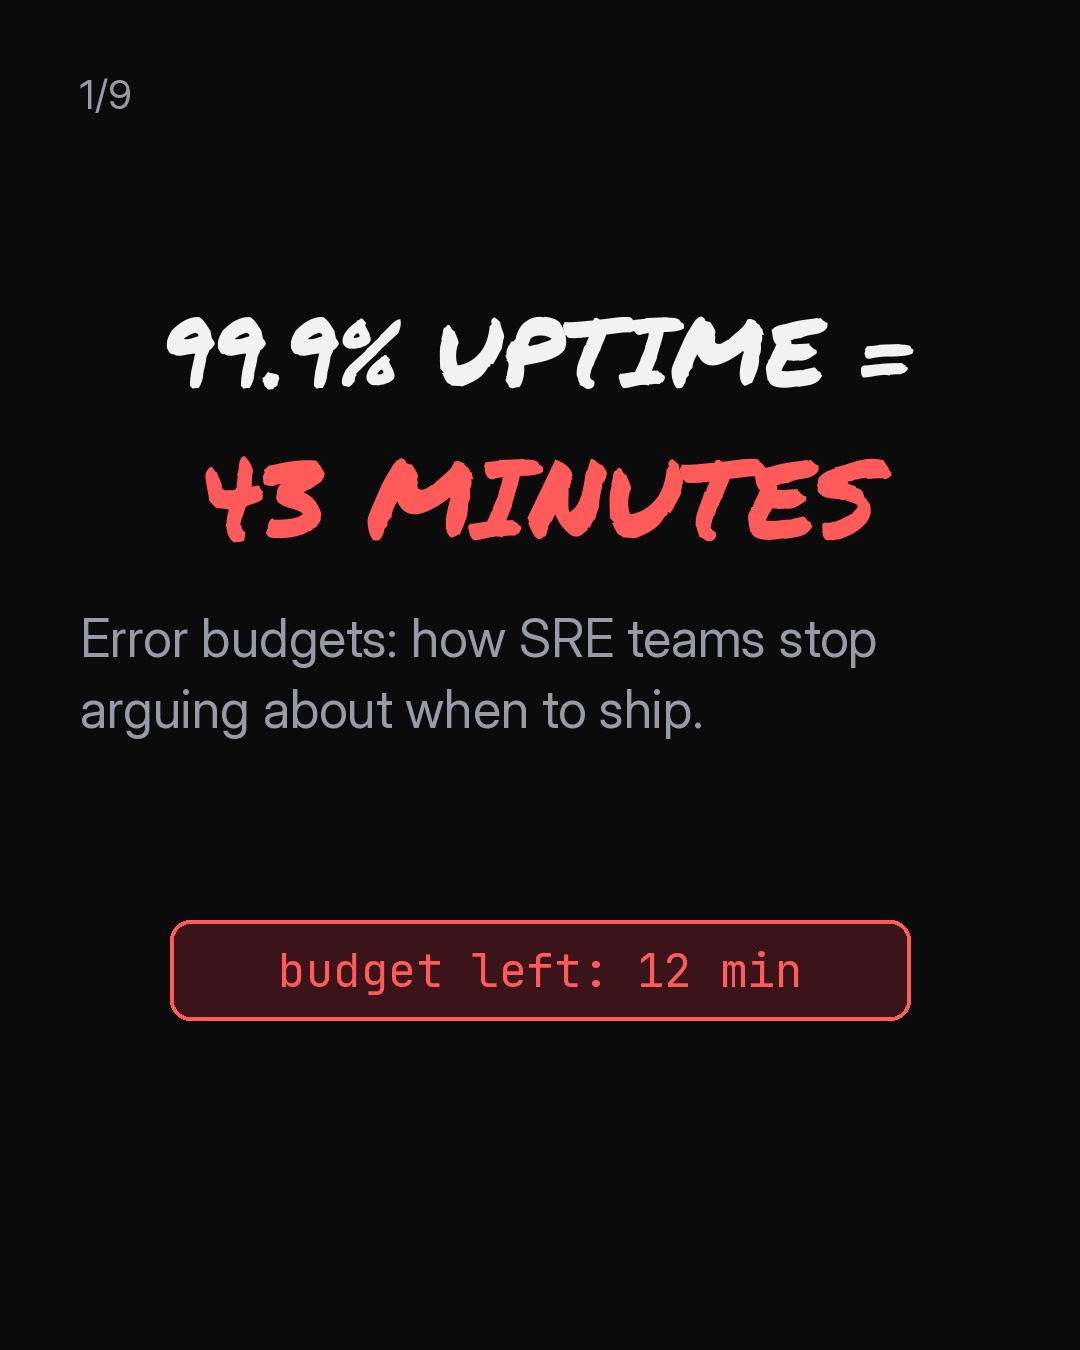 1/9
99.9% UPTIME =
43 MINUTES
Error budgets: how SRE teams stop
arguing about when to ship.
budget left: 12 min